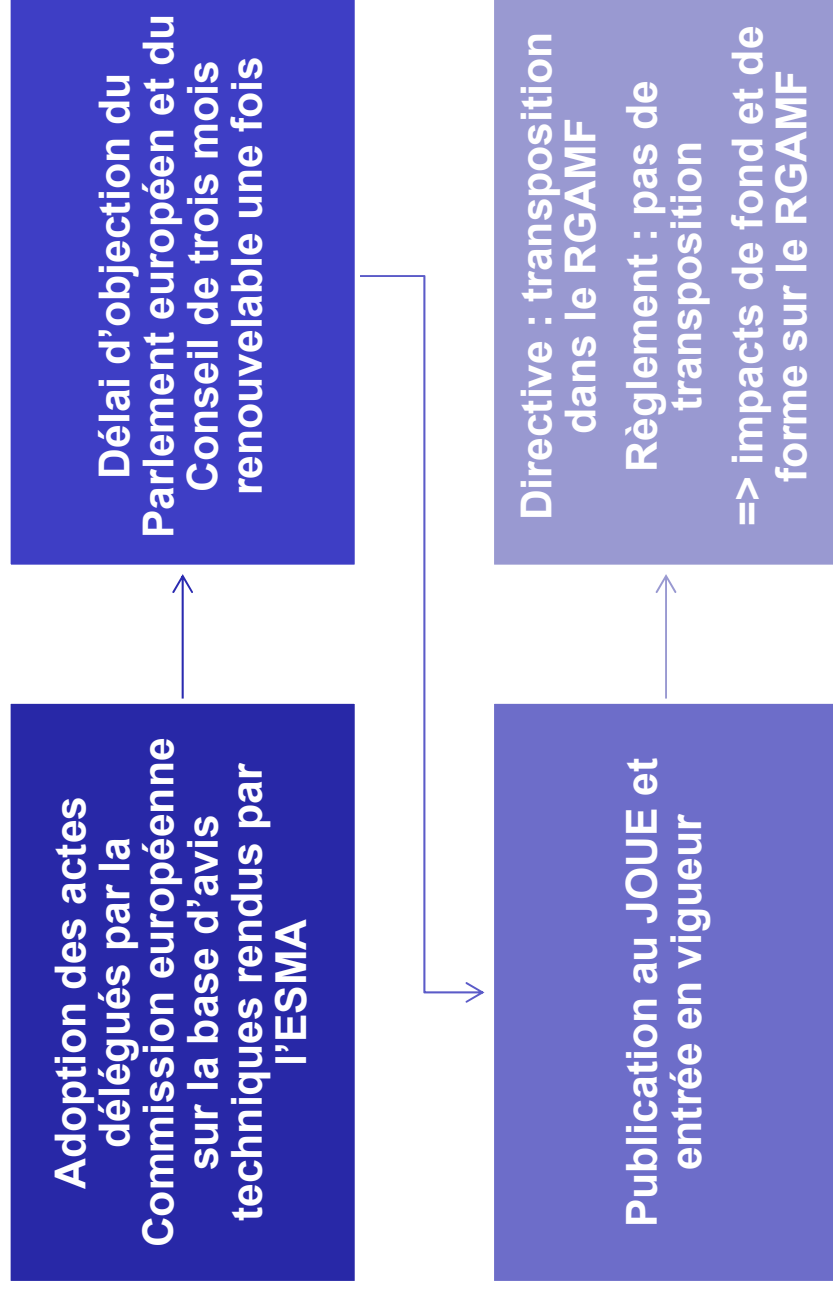 Adoption des actes
délégués par la
Commission européenne
sur la base d’avis
techniques rendus par
l’ESMA
Délai d’objection du
Parlement européen et du
Conseil de trois mois
renouvelable une fois
Publication au JOUE et
entrée en vigueur
Directive : transposition
dans le RGAMF
Règlement : pas de
transposition
=> impacts de fond et de
forme sur le RGAMF